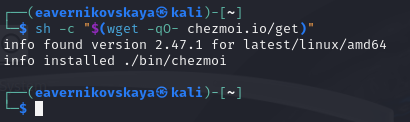 ┌──(eavernikovskaya㉿kali)-[~]
└─$ sh -c "$(wget -qO- chezmoi.io/get)"
info found version 2.47.1 for latest/linux/amd64
info installed ./bin/chezmoi
┌──(eavernikovskaya㉿kali)-[~]
└─$